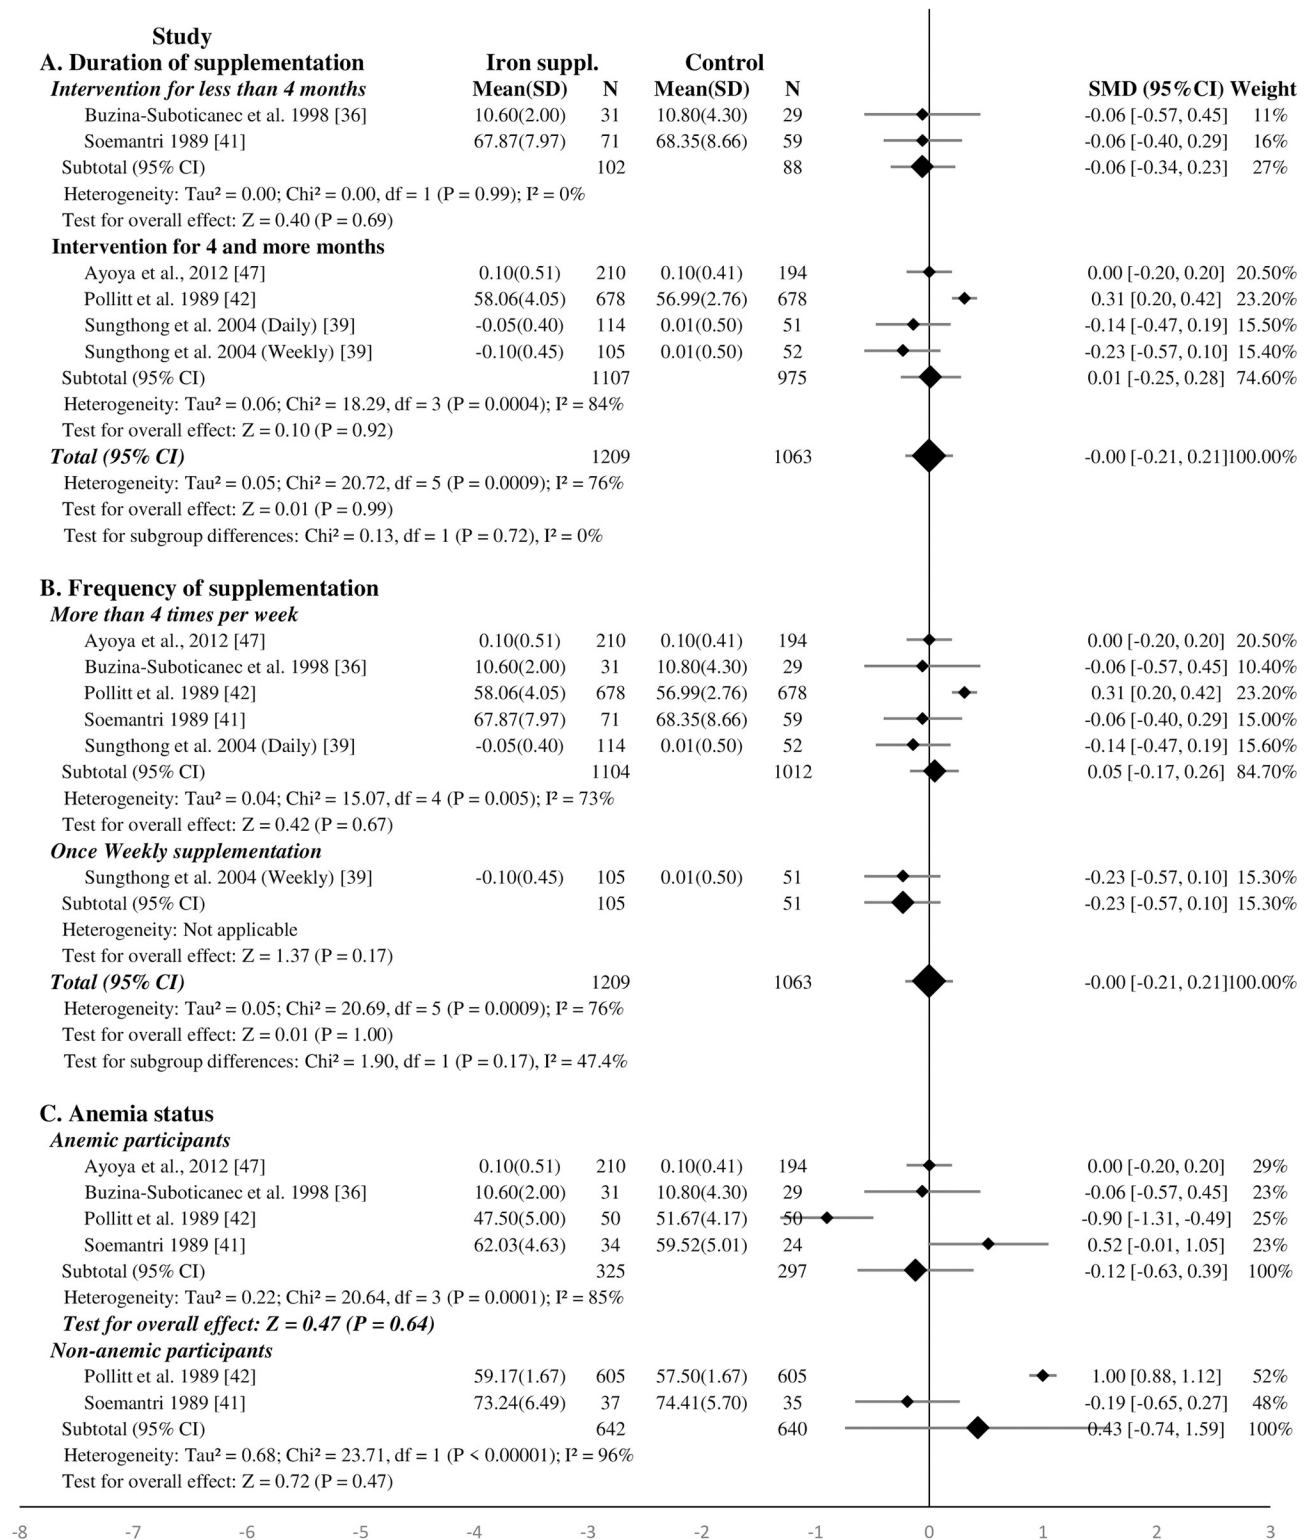 Study
A. Duration of supplementation Iron suppl. Control
Intervention for less than 4 months Mean(SD) N Mean(SD) N SMD (95%CI) Weight
Buzina-Suboticanec et al. 1998 [36] 10.60(2.00) 31 10.80(4.30) 29 -0.06 [-0.57, 0.45] 11%
Soemantri 1989 [41] 67.87(7.97) 71 68.35(8.66) 59 -0.06 [-0.40, 0.29] 16%
Subtotal (95% CI) 102 88 -0.06 [-0.34, 0.23] 27%
Heterogeneity: Tau² = 0.00; Chi² = 0.00, df = 1 (P = 0.99); I² = 0%
Test for overall effect: Z = 0.40 (P = 0.69)
Intervention for 4 and more months
Ayoya et al., 2012 [47] 0.10(0.51) 210 0.10(0.41) 194 0.00 [-0.20, 0.20] 20.50%
Pollitt et al. 1989 [42] 58.06(4.05) 678 56.99(2.76) 678 0.31 [0.20, 0.42] 23.20%
Sungthong et al. 2004 (Daily) [39] -0.05(0.40) 114 0.01(0.50) 51 -0.14 [-0.47, 0.19] 15.50%
Sungthong et al. 2004 (Weekly) [39] -0.10(0.45) 105 0.01(0.50) 52 -0.23 [-0.57, 0.10] 15.40%
Subtotal (95% CI) 1107 975 0.01 [-0.25, 0.28] 74.60%
Heterogeneity: Tau² = 0.06; Chi² = 18.29, df = 3 (P = 0.0004); I² = 84%
Test for overall effect: Z = 0.10 (P = 0.92)
Total (95% CI) 1209 1063 -0.00 [-0.21, 0.21]100.00%
Heterogeneity: Tau² = 0.05; Chi² = 20.72, df = 5 (P = 0.0009); I² = 76%
Test for overall effect: Z = 0.01 (P = 0.99)
Test for subgroup differences: Chi² = 0.13, df = 1 (P = 0.72), I² = 0%
B. Frequency of supplementation
More than 4 times per week
Ayoya et al., 2012 [47] 0.10(0.51) 210 0.10(0.41) 194 0.00 [-0.20, 0.20] 20.50%
Buzina-Suboticanec et al. 1998 [36] 10.60(2.00) 31 10.80(4.30) 29 -0.06 [-0.57, 0.45] 10.40%
Pollitt et al. 1989 [42] 58.06(4.05) 678 56.99(2.76) 678 0.31 [0.20, 0.42] 23.20%
Soemantri 1989 [41] 67.87(7.97) 71 68.35(8.66) 59 -0.06 [-0.40, 0.29] 15.00%
Sungthong et al. 2004 (Daily) [39] -0.05(0.40) 114 0.01(0.50) 52 -0.14 [-0.47, 0.19] 15.60%
Subtotal (95% CI) 1104 1012 0.05 [-0.17, 0.26] 84.70%
Heterogeneity: Tau² = 0.04; Chi² = 15.07, df = 4 (P = 0.005); I² = 73%
Test for overall effect: Z = 0.42 (P = 0.67)
Once Weekly supplementation
Sungthong et al. 2004 (Weekly) [39] -0.10(0.45) 105 0.01(0.50) 51 -0.23 [-0.57, 0.10] 15.30%
Subtotal (95% CI) 105 51 -0.23 [-0.57, 0.10] 15.30%
Heterogeneity: Not applicable
Test for overall effect: Z = 1.37 (P = 0.17)
Total (95% CI) 1209 1063 -0.00 [-0.21, 0.21]100.00%
Heterogeneity: Tau² = 0.05; Chi² = 20.69, df = 5 (P = 0.0009); I² = 76%
Test for overall effect: Z = 0.01 (P = 1.00)
Test for subgroup differences: Chi² = 1.90, df = 1 (P = 0.17), I² = 47.4%
C. Anemia status
Anemic participants
Ayoya et al., 2012 [47] 0.10(0.51) 210 0.10(0.41) 194 0.00 [-0.20, 0.20] 29%
Buzina-Suboticanec et al. 1998 [36] 10.60(2.00) 31 10.80(4.30) 29 -0.06 [-0.57, 0.45] 23%
Pollitt et al. 1989 [42] 47.50(5.00) 50 51.67(4.17) 50 -0.90 [-1.31, -0.49] 25%
Soemantri 1989 [41] 62.03(4.63) 34 59.52(5.01) 24 0.52 [-0.01, 1.05] 23%
Subtotal (95% CI) 325 297 -0.12 [-0.63, 0.39] 100%
Heterogeneity: Tau² = 0.22; Chi² = 20.64, df = 3 (P = 0.0001); I² = 85%
Test for overall effect: Z = 0.47 (P = 0.64)
Non-anemic participants
Pollitt et al. 1989 [42] 59.17(1.67) 605 57.50(1.67) 605 1.00 [0.88, 1.12] 52%
Soemantri 1989 [41] 73.24(6.49) 37 74.41(5.70) 35 -0.19 [-0.65, 0.27] 48%
Subtotal (95% CI) 642 640 0.43 [-0.74, 1.59] 100%
Heterogeneity: Tau² = 0.68; Chi² = 23.71, df = 1 (P < 0.00001); I² = 96%
Test for overall effect: Z = 0.72 (P = 0.47)
-8 -7 -6 -5 -4 -3 -2 -1 0 1 2 3